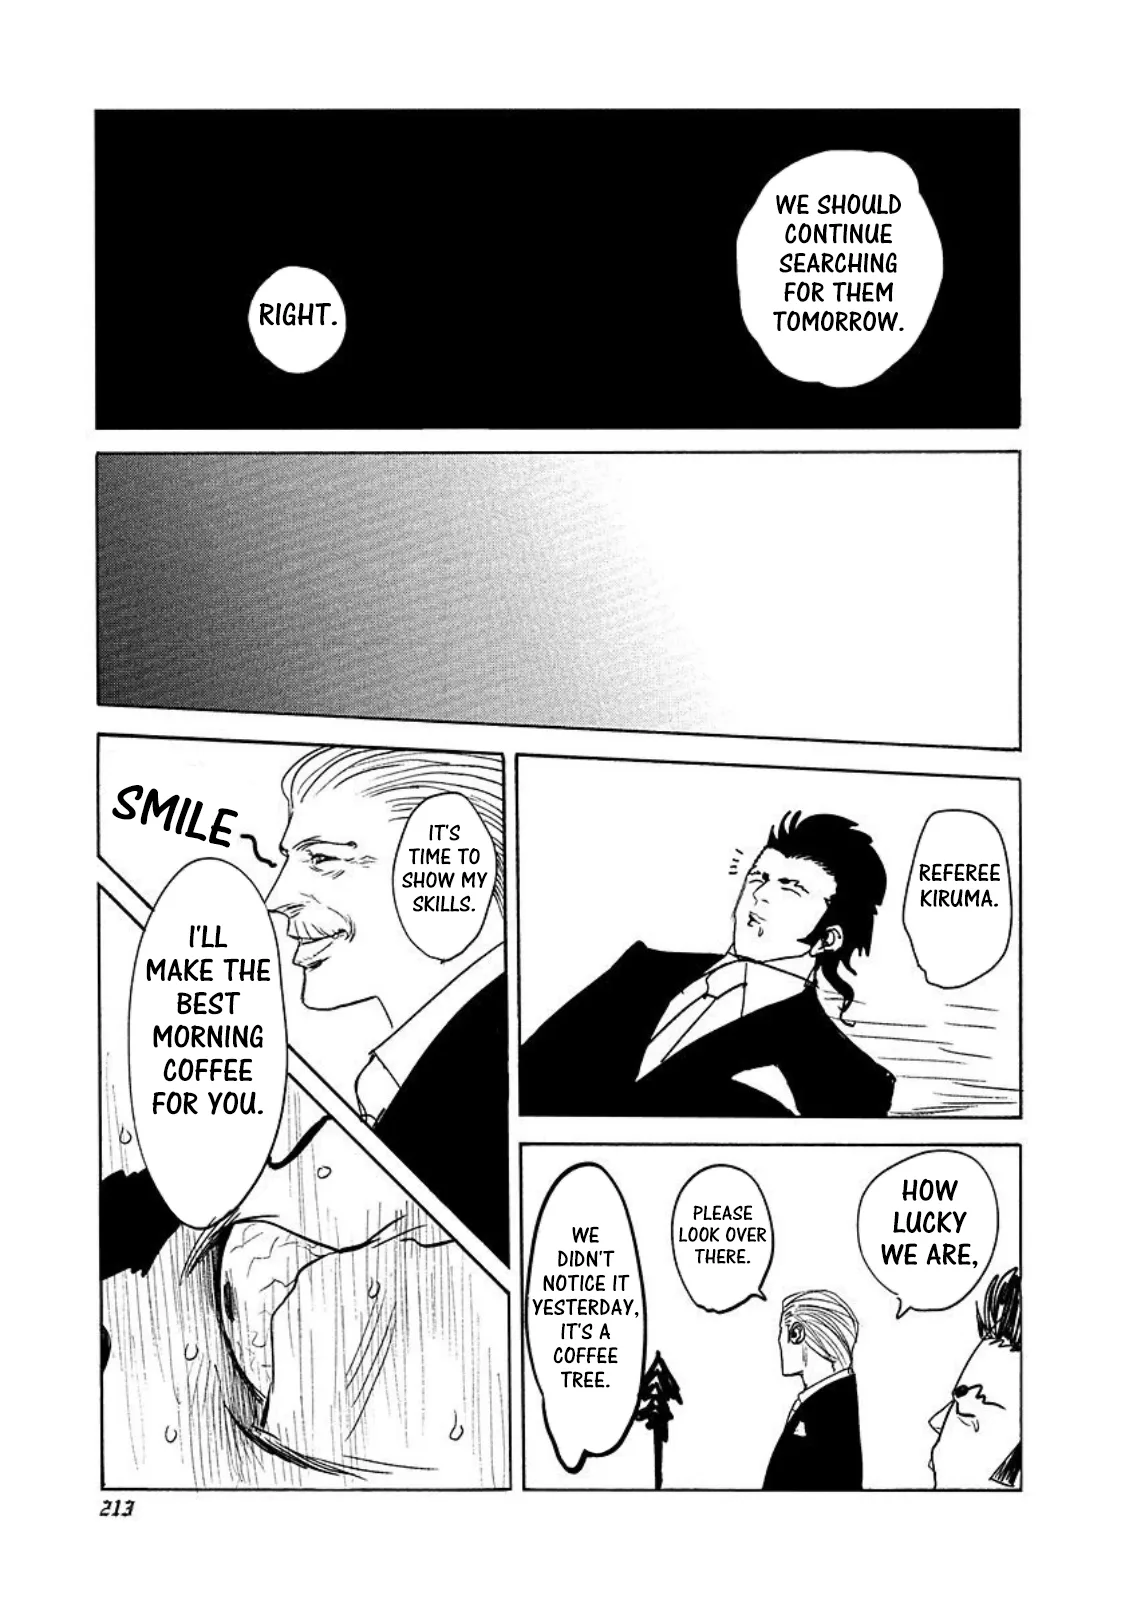 WE SHOULD
CONTINUE
SEARCHING
FOR THEM
TOMORROW.
RIGHT.
REFEREE
KIRUMA.
HOW
LUCKY
WE ARE,
PLEASE
LOOK OVER
THERE.
WE
DIDN'T
NOTICE IT
YESTERDAY,
IT'S A
COFFEE
TREE.
IT'S
TIME TO
SHOW MY
SKILLS.
SMILE
I'LL
MAKE THE
BEST
MORNING
COFFEE
FOR YOU.
213